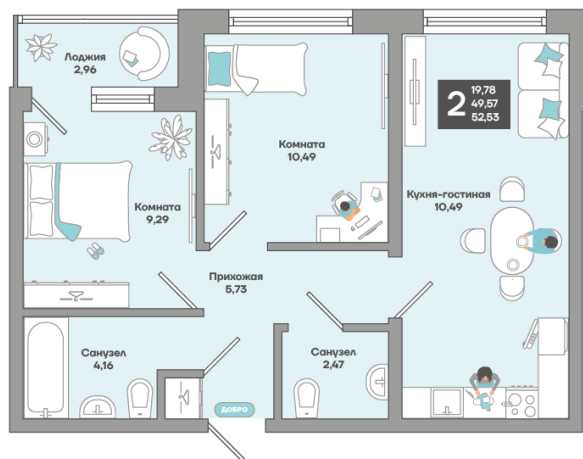 Лоджия
2,96
2
19,78
49,57
52,53
Комната
10,49
Комната
9,29
Кухня-гостиная
10,49
Прихожая
5,73
Санузел
4,16
Санузел
2,47
ДОБРО